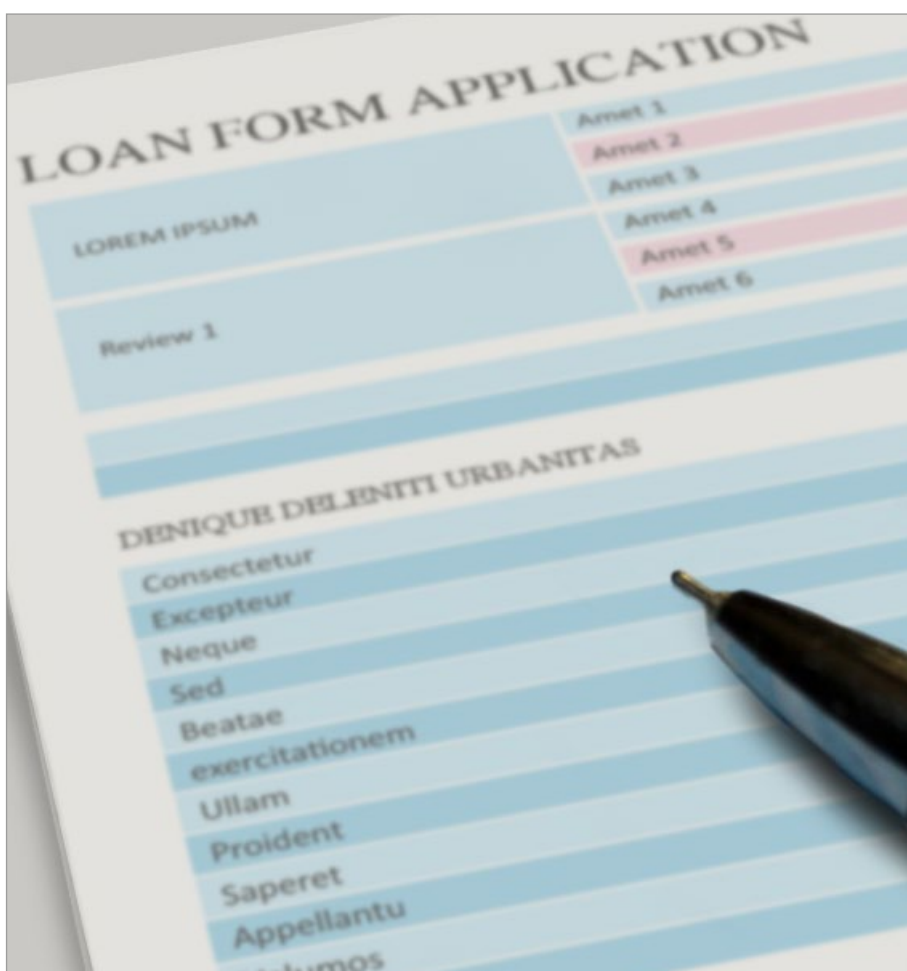 LOAN FORM APPLICATION
LOREM IPSUM
Review 1
Amet 1
Amet 2
Amet 3
Amet 4
Amet 5
Amet 6
DENIQUE DELENITI URBANITAS
Consectetur
Excepteur
Neque
Sed
Beatae
exercitationem
Ullam
Proident
Saperet
Appellantu